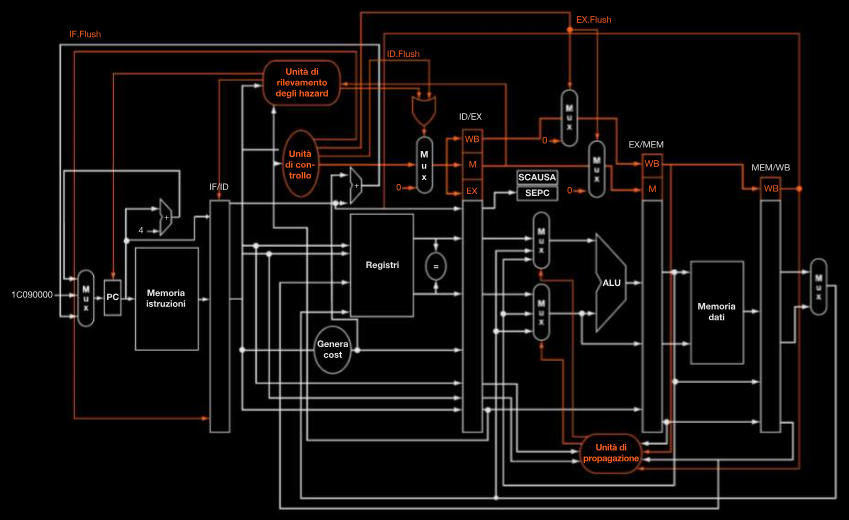 EX.Flush
IF.Flush
ID.Flush
Unità di
rilevamento
degli hazard
ID/EX
M
u
x
0
WB
EX/MEM
MEM/WB
Unità
di con-
trollo
M
u
x
0
M
EX
M
u
x
0
WB
M
WB
SCAUSA
SEPC
IF/ID
+
+
4
Registri
=
M
u
x
ALU
1C090000
M
u
x
PC
Memoria
istruzioni
M
u
x
Memoria
dati
M
u
x
Genera
cost
Unità di
propagazione